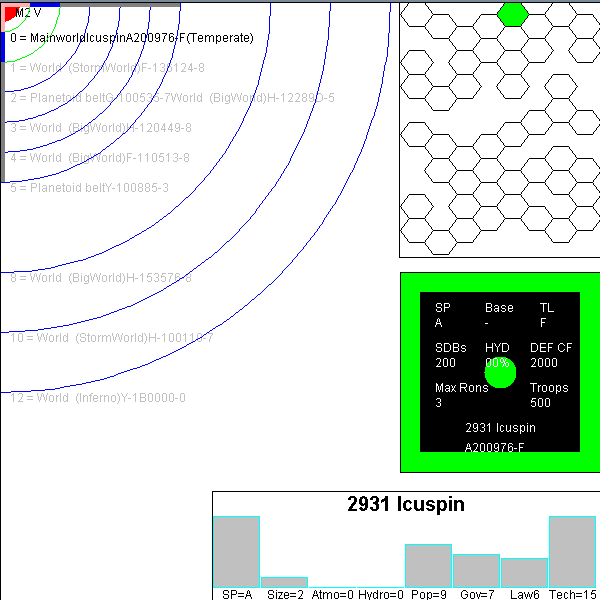 M2 V
0 = MainworldIcuspinA200976-F(Temperate)
1 = World  (StormWorld)F-130124-8
2 = Planetoid beltG-100535-7World  (BigWorld)H-12289D-5
3 = World  (BigWorld)H-120449-8
4 = World  (BigWorld)F-110513-8
5 = Planetoid beltY-100885-3
8 = World  (BigWorld)H-153576-8
10 = World  (StormWorld)H-100110-7
12 = World  (Inferno)Y-1B0000-0
SP Base TL
A - F
SDBs HYD DEF CF
200 00% 2000
Max Rons Troops
3 500
2931 Icuspin
A200976-F
2931 Icuspin
SP=A Size=2 Atmo=0 Hydro=0 Pop=9 Gov=7 Law6 Tech=15